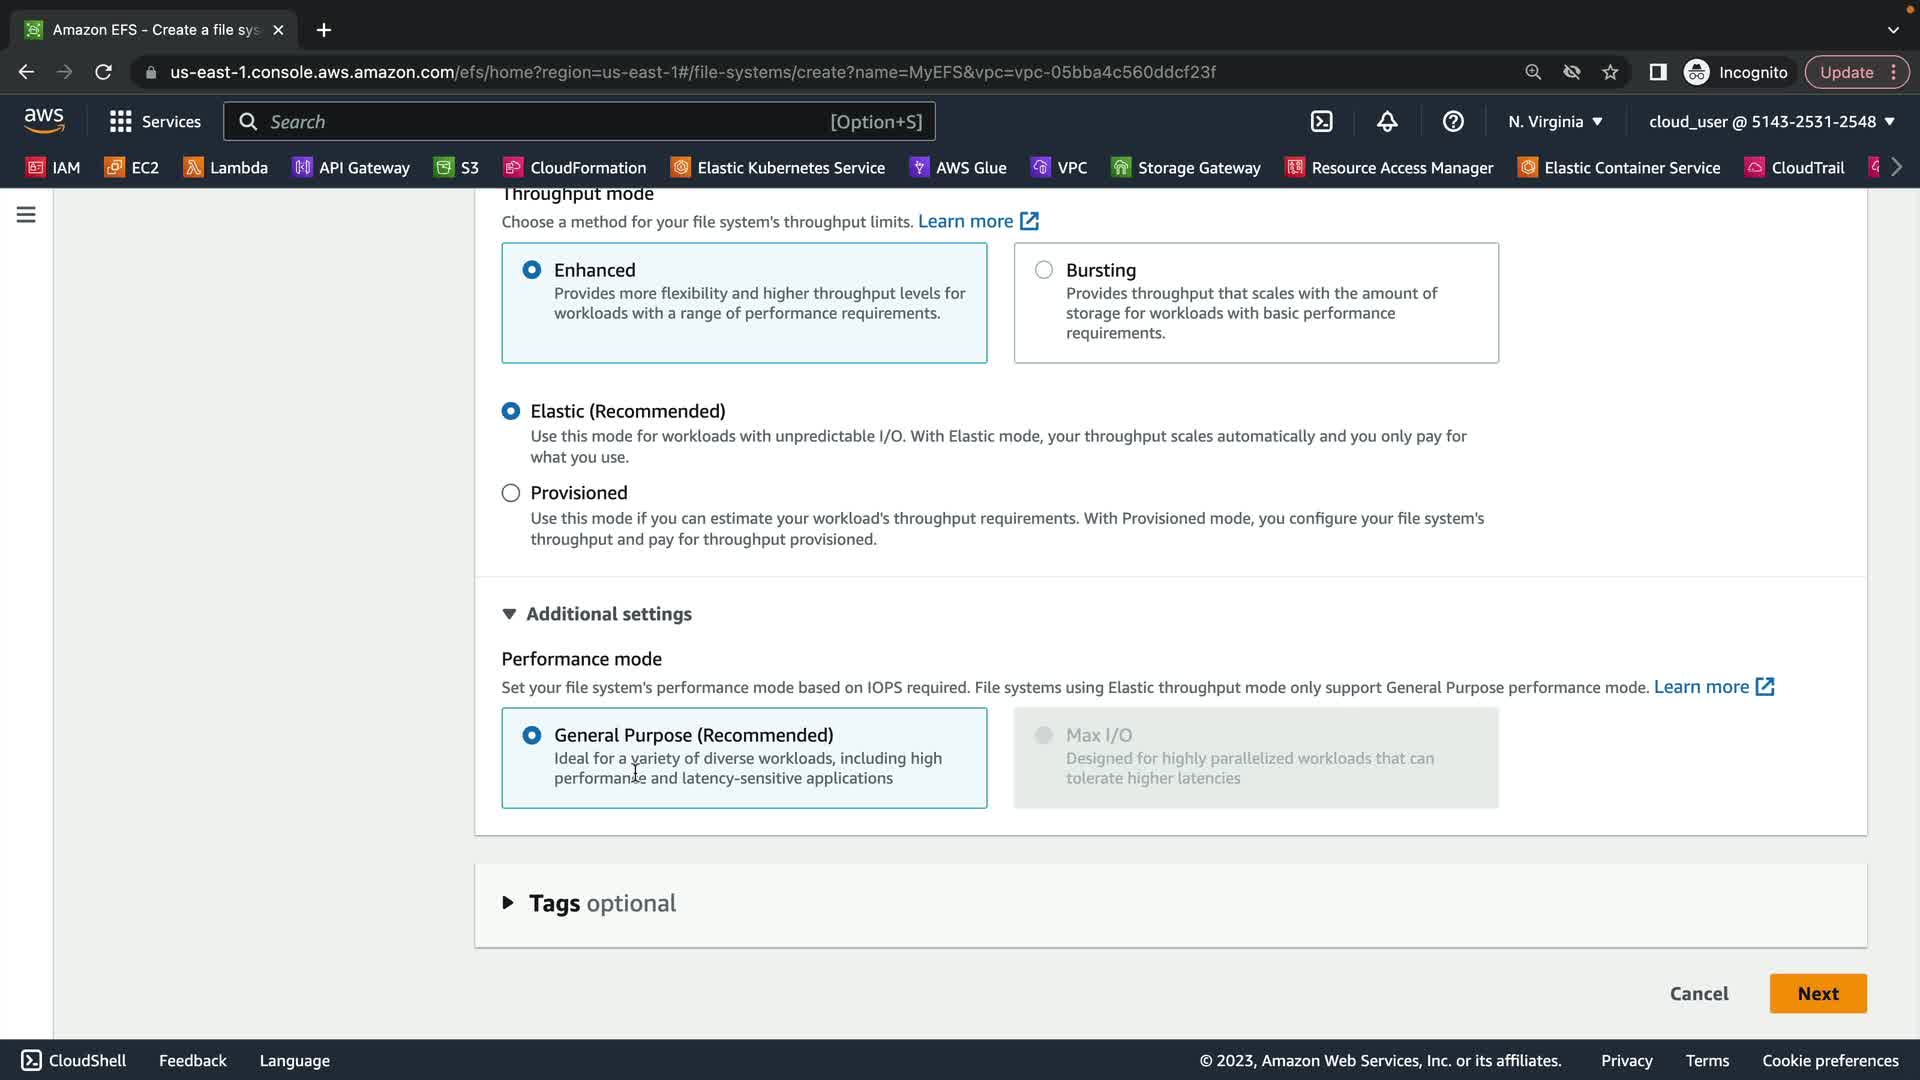 Amazon EFS - Create a file sys
us-east-1.console.aws.amazon.com/efs/home?region=us-east-1#/file-systems/create?name=MyEFS&vpc=vpc-05bba4c560ddcf23f
Incognito
Update
aws
Services
Search
[Option+S]
N. Virginia
cloud_user @ 5143-2531-2548
IAM
EC2
Lambda
API Gateway
S3
CloudFormation
Elastic Kubernetes Service
AWS Glue
VPC
Storage Gateway
Resource Access Manager
Elastic Container Service
CloudTrail
Throughput mode
Choose a method for your file system's throughput limits. Learn more
Enhanced
Provides more flexibility and higher throughput levels for
workloads with a range of performance requirements.
Bursting
Provides throughput that scales with the amount of
storage for workloads with basic performance
requirements.
Elastic (Recommended)
Use this mode for workloads with unpredictable I/O. With Elastic mode, your throughput scales automatically and you only pay for
what you use.
Provisioned
Use this mode if you can estimate your workload's throughput requirements. With Provisioned mode, you configure your file system's
throughput and pay for throughput provisioned.
Additional settings
Performance mode
Set your file system's performance mode based on IOPS required. File systems using Elastic throughput mode only support General Purpose performance mode. Learn more
General Purpose (Recommended)
Ideal for a variety of diverse workloads, including high
performance and latency-sensitive applications
Max I/O
Designed for highly parallelized workloads that can
tolerate higher latencies
Tags optional
Cancel
Next
CloudShell
Feedback
Language
© 2023, Amazon Web Services, Inc. or its affiliates.
Privacy
Terms
Cookie preferences